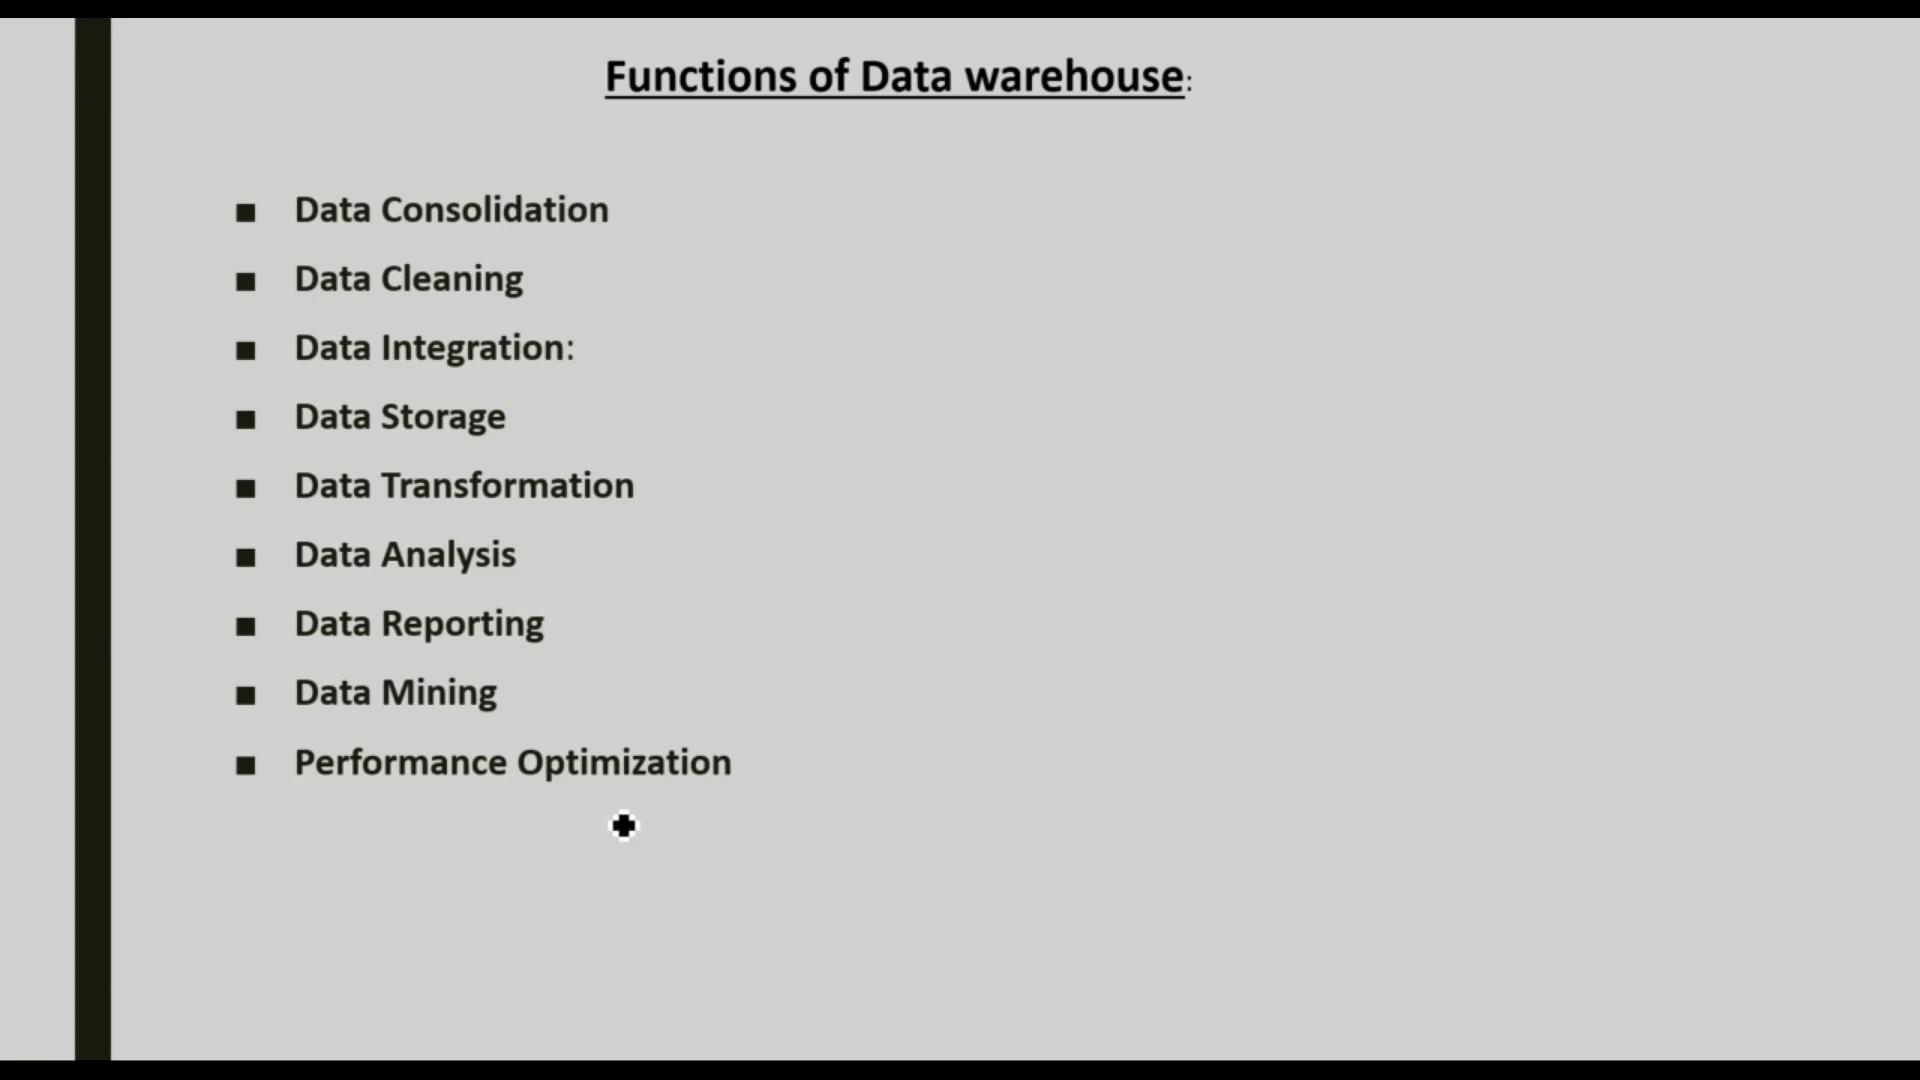 Functions of Data warehouse:
■ Data Consolidation
■ Data Cleaning
■ Data Integration:
■ Data Storage
■ Data Transformation
■ Data Analysis
■ Data Reporting
■ Data Mining
■ Performance Optimization